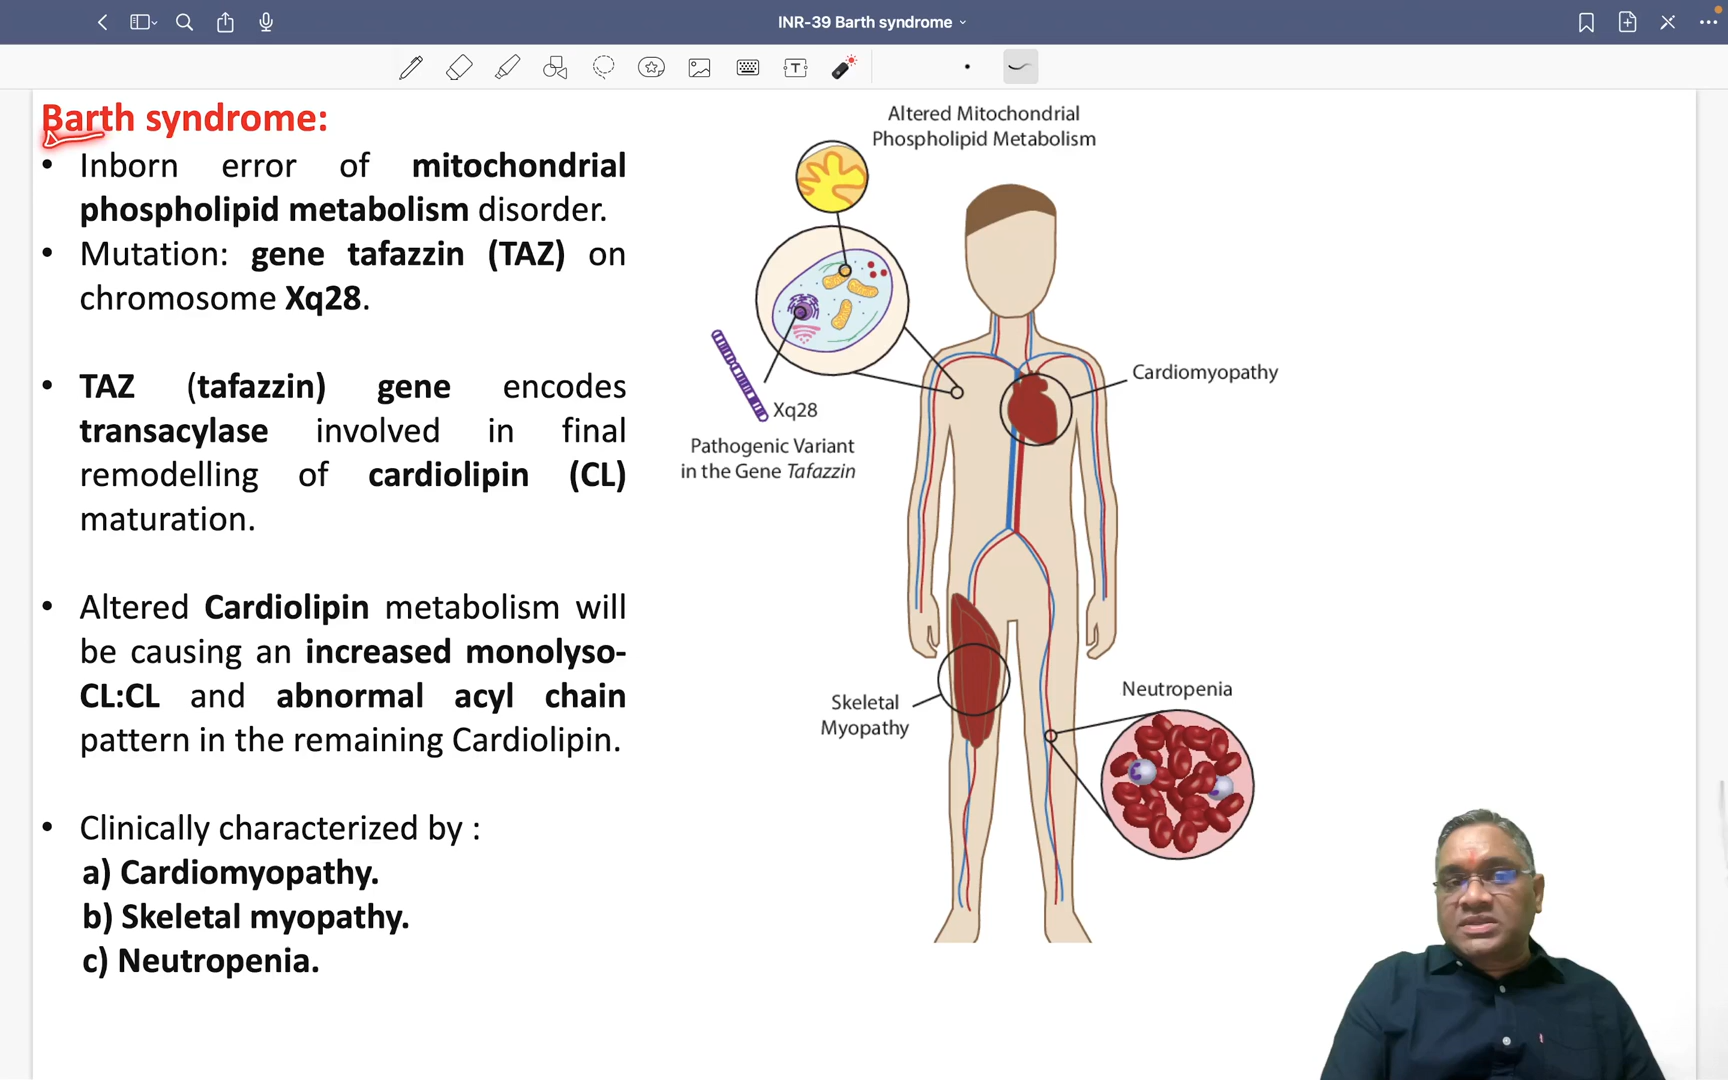 INR-39 Barth syndrome
Barth syndrome:
• Inborn error of mitochondrial
phospholipid metabolism disorder.
• Mutation: gene tafazzin (TAZ) on
chromosome Xq28.
• TAZ (tafazzin) gene encodes
transacylase involved in final
remodelling of cardiolipin (CL)
maturation.
• Altered Cardiolipin metabolism will
be causing an increased monolyso-
CL:CL and abnormal acyl chain
pattern in the remaining Cardiolipin.
• Clinically characterized by :
a) Cardiomyopathy.
b) Skeletal myopathy.
c) Neutropenia.
Altered Mitochondrial
Phospholipid Metabolism
Xq28
Pathogenic Variant
in the Gene Tafazzin
Cardiomyopathy
Skeletal
Myopathy
Neutropenia